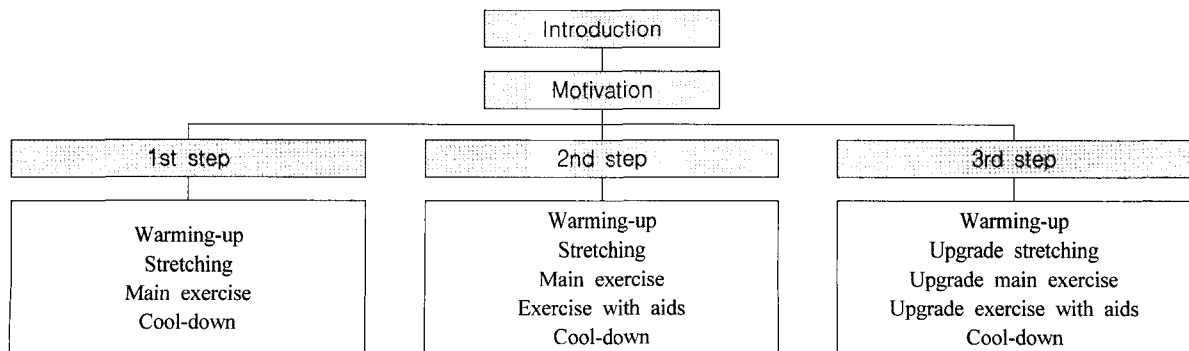 Introduction
Motivation
1st step
Warming-up
Stretching
Main exercise
Cool-down
2nd step
Warming-up
Stretching
Main exercise
Exercise with aids
Cool-down
3rd step
Warming-up
Upgrade stretching
Upgrade main exercise
Upgrade exercise with aids
Cool-down